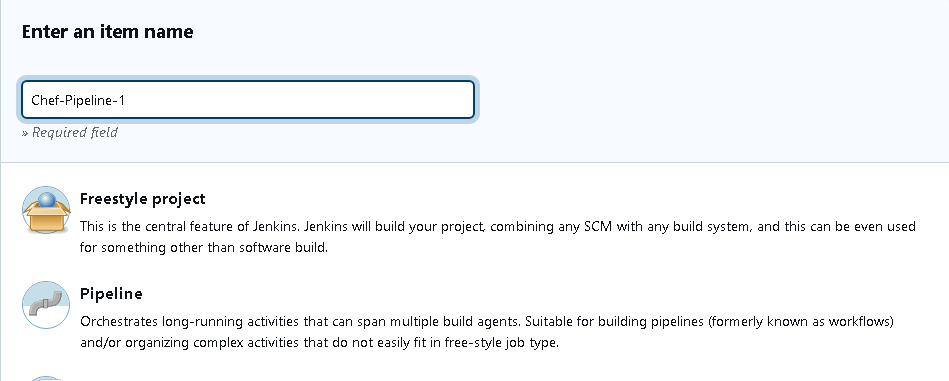 Enter an item name
Chef-Pipeline-1
» Required field
Freestyle project
This is the central feature of Jenkins. Jenkins will build your project, combining any SCM with any build system, and this can be even used
for something other than software build.
Pipeline
Orchestrates long-running activities that can span multiple build agents. Suitable for building pipelines (formerly known as workflows)
and/or organizing complex activities that do not easily fit in free-style job type.